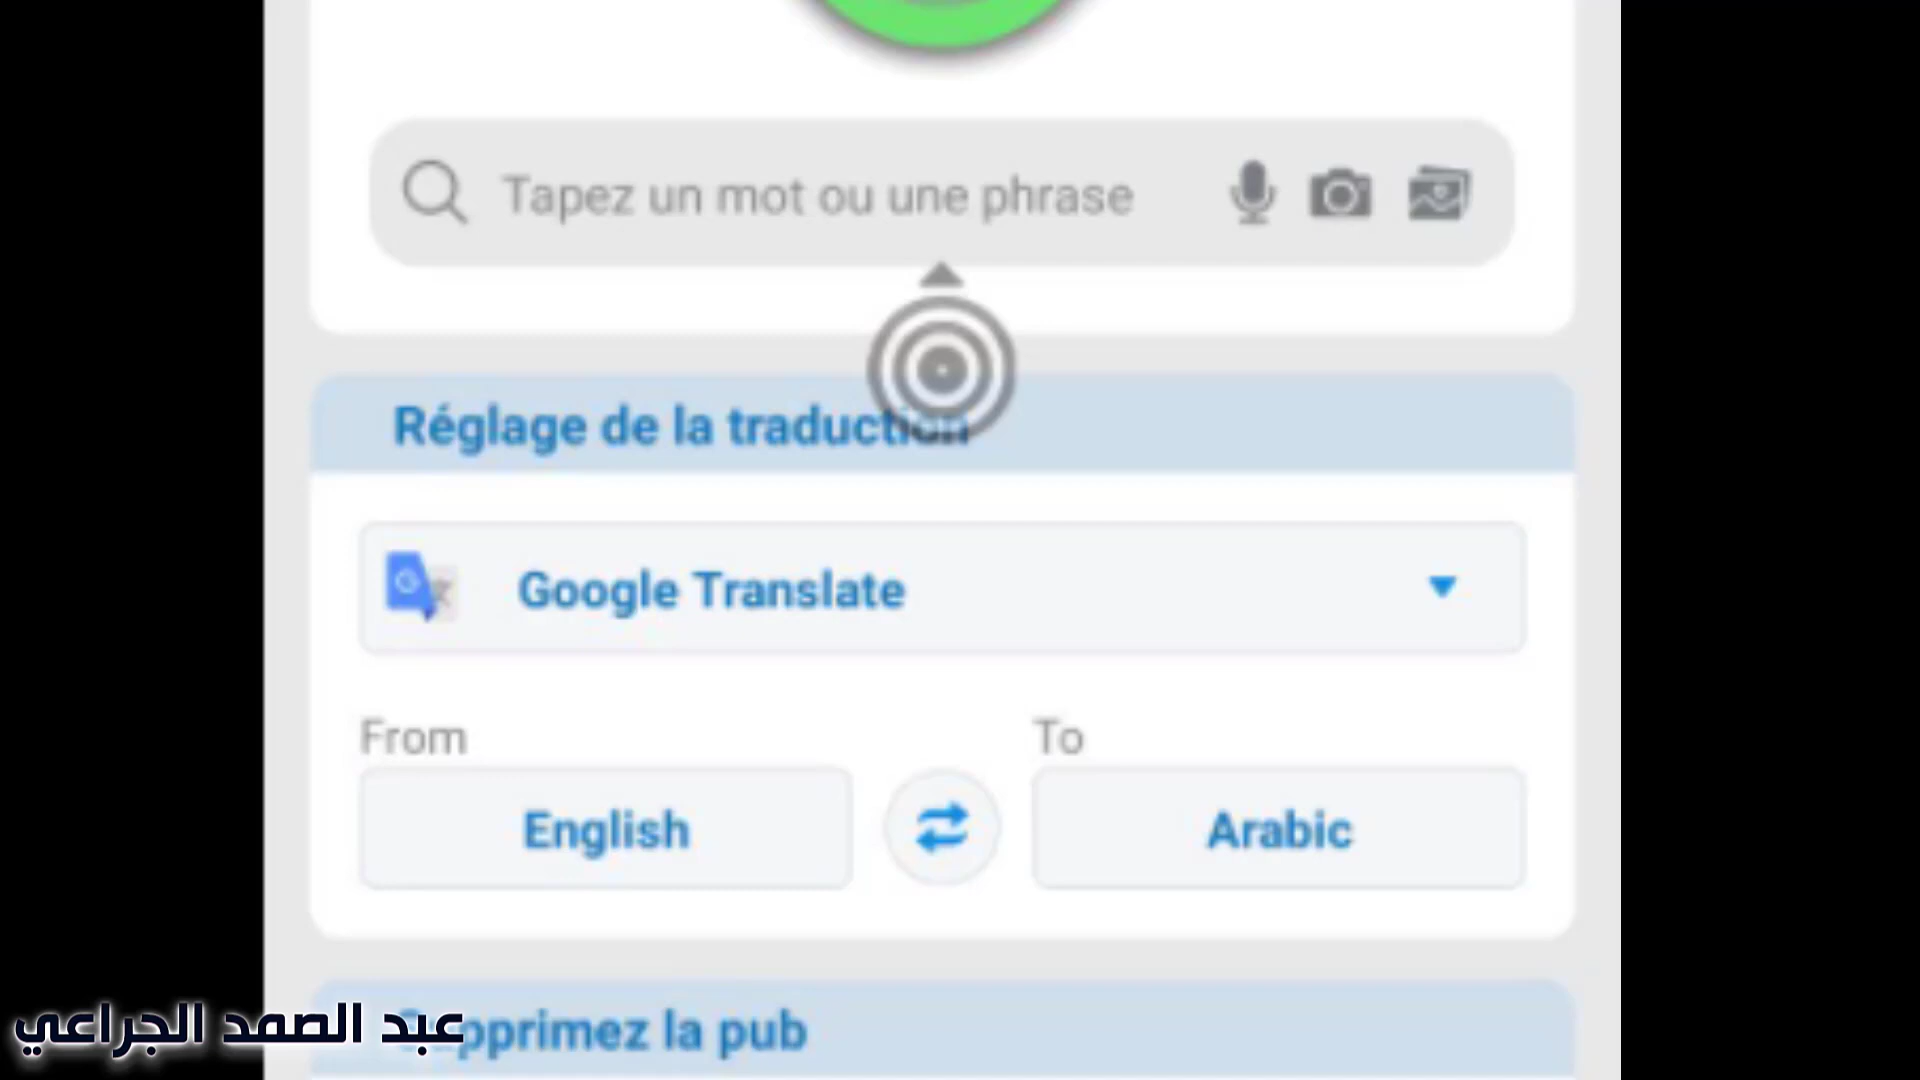 Tapez un mot ou une phrase
Réglage de la traduction
Google Translate
From
To
English
Arabic
Supprimez la pub
عبد الصمد الجراعي